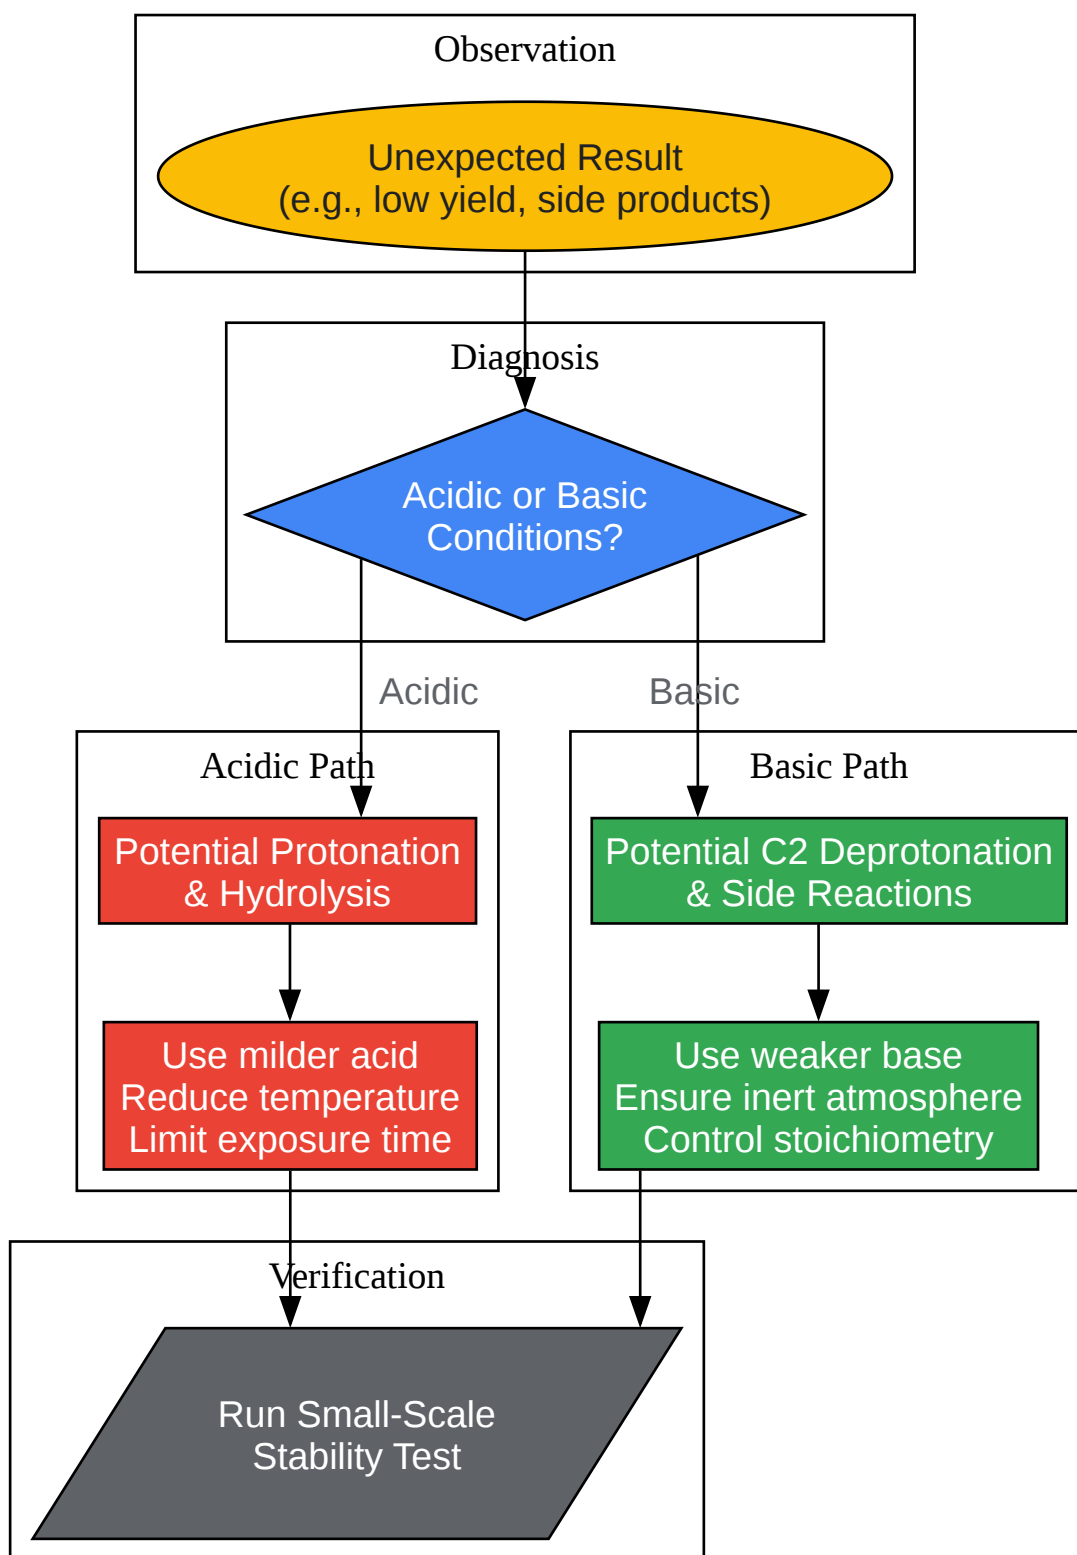 Observation
Unexpected Result
(e.g., low yield, side products)
Diagnosis
Acidic or Basic
Conditions?
Acidic
Basic
Acidic Path
Potential Protonation
& Hydrolysis
Use milder acid
Reduce temperature
Limit exposure time
Basic Path
Potential C2 Deprotonation
& Side Reactions
Use weaker base
Ensure inert atmosphere
Control stoichiometry
Verification
Run Small-Scale
Stability Test